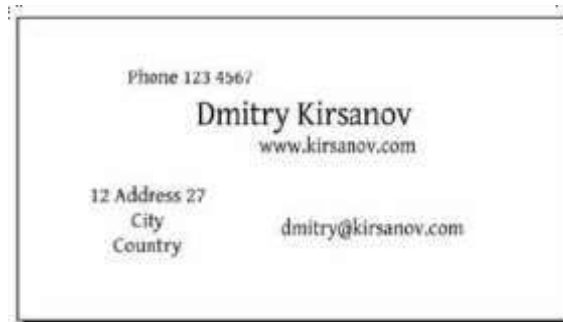 Phone 123 4567
Dmitry Kirsanov
www.kirsanov.com
12 Address 27
City
Country
dmitry@kirsanov.com